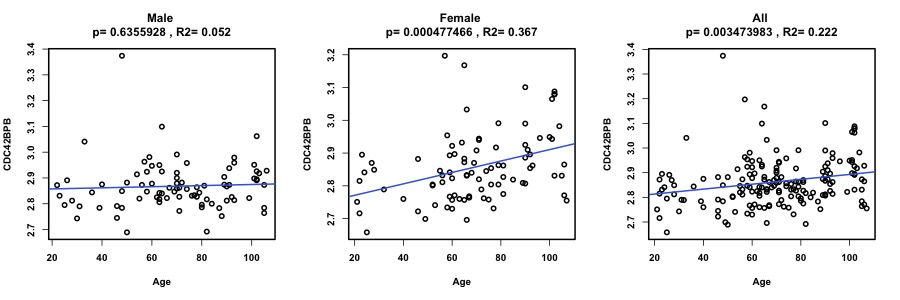 Male
p= 0.6355928 , R2= 0.052
CDC42BPB
3.4
3.3
3.2
3.1
3.0
2.9
2.8
2.7
20 40 60 80 100
Age
Female
p= 0.000477466 , R2= 0.367
CDC42BPB
3.2
3.1
3.0
2.9
2.8
2.7
20 40 60 80 100
Age
All
p= 0.003473983 , R2= 0.222
CDC42BPB
3.4
3.3
3.2
3.1
3.0
2.9
2.8
2.7
20 40 60 80 100
Age